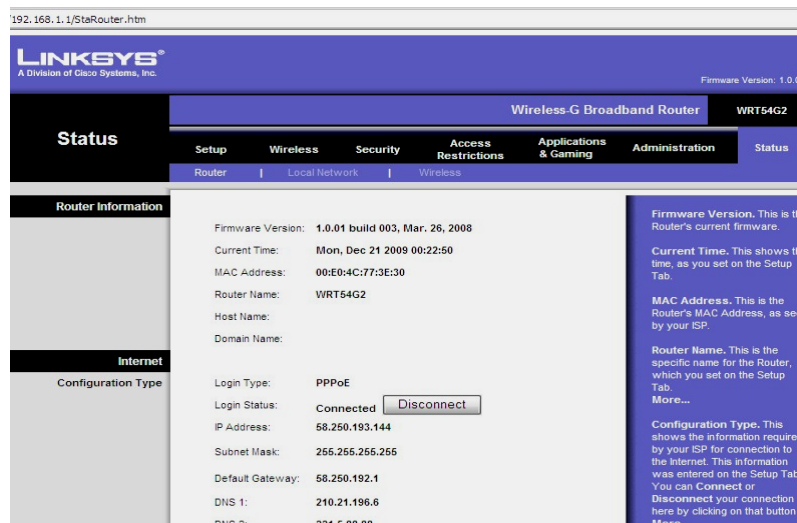 192.168.1.1/StaRouter.htm
LINKSYS®
A Division of Cisco Systems, Inc.
Firmware Version: 1.0.0
Wireless-G Broadband Router WRT54G2
Status
Setup Wireless Security Access Restrictions Applications & Gaming Administration Status
Router | Local Network | Wireless
Router Information
Firmware Version: 1.0.01 build 003, Mar. 26, 2008
Current Time: Mon, Dec 21 2009 00:22:50
MAC Address: 00:E0:4C:77:3E:30
Router Name: WRT54G2
Host Name:
Domain Name:
Internet
Configuration Type
Login Type: PPPoE
Login Status: Connected Disconnect
IP Address: 58.250.193.144
Subnet Mask: 255.255.255.255
Default Gateway: 58.250.192.1
DNS 1: 210.21.196.6
Firmware Version. This is
Router's current firmware.
Current Time. This shows
time, as you set on the Setup
Tab.
MAC Address. This is the
Router's MAC Address, as
by your ISP.
Router Name. This is the
specific name for the Router,
which you set on the Setup
Tab.
More...
Configuration Type. This
shows the information
by your ISP for connection to
the Internet. This information
was entered on the Setup
You can Connect or
Disconnect your connection
here by clicking on that button.